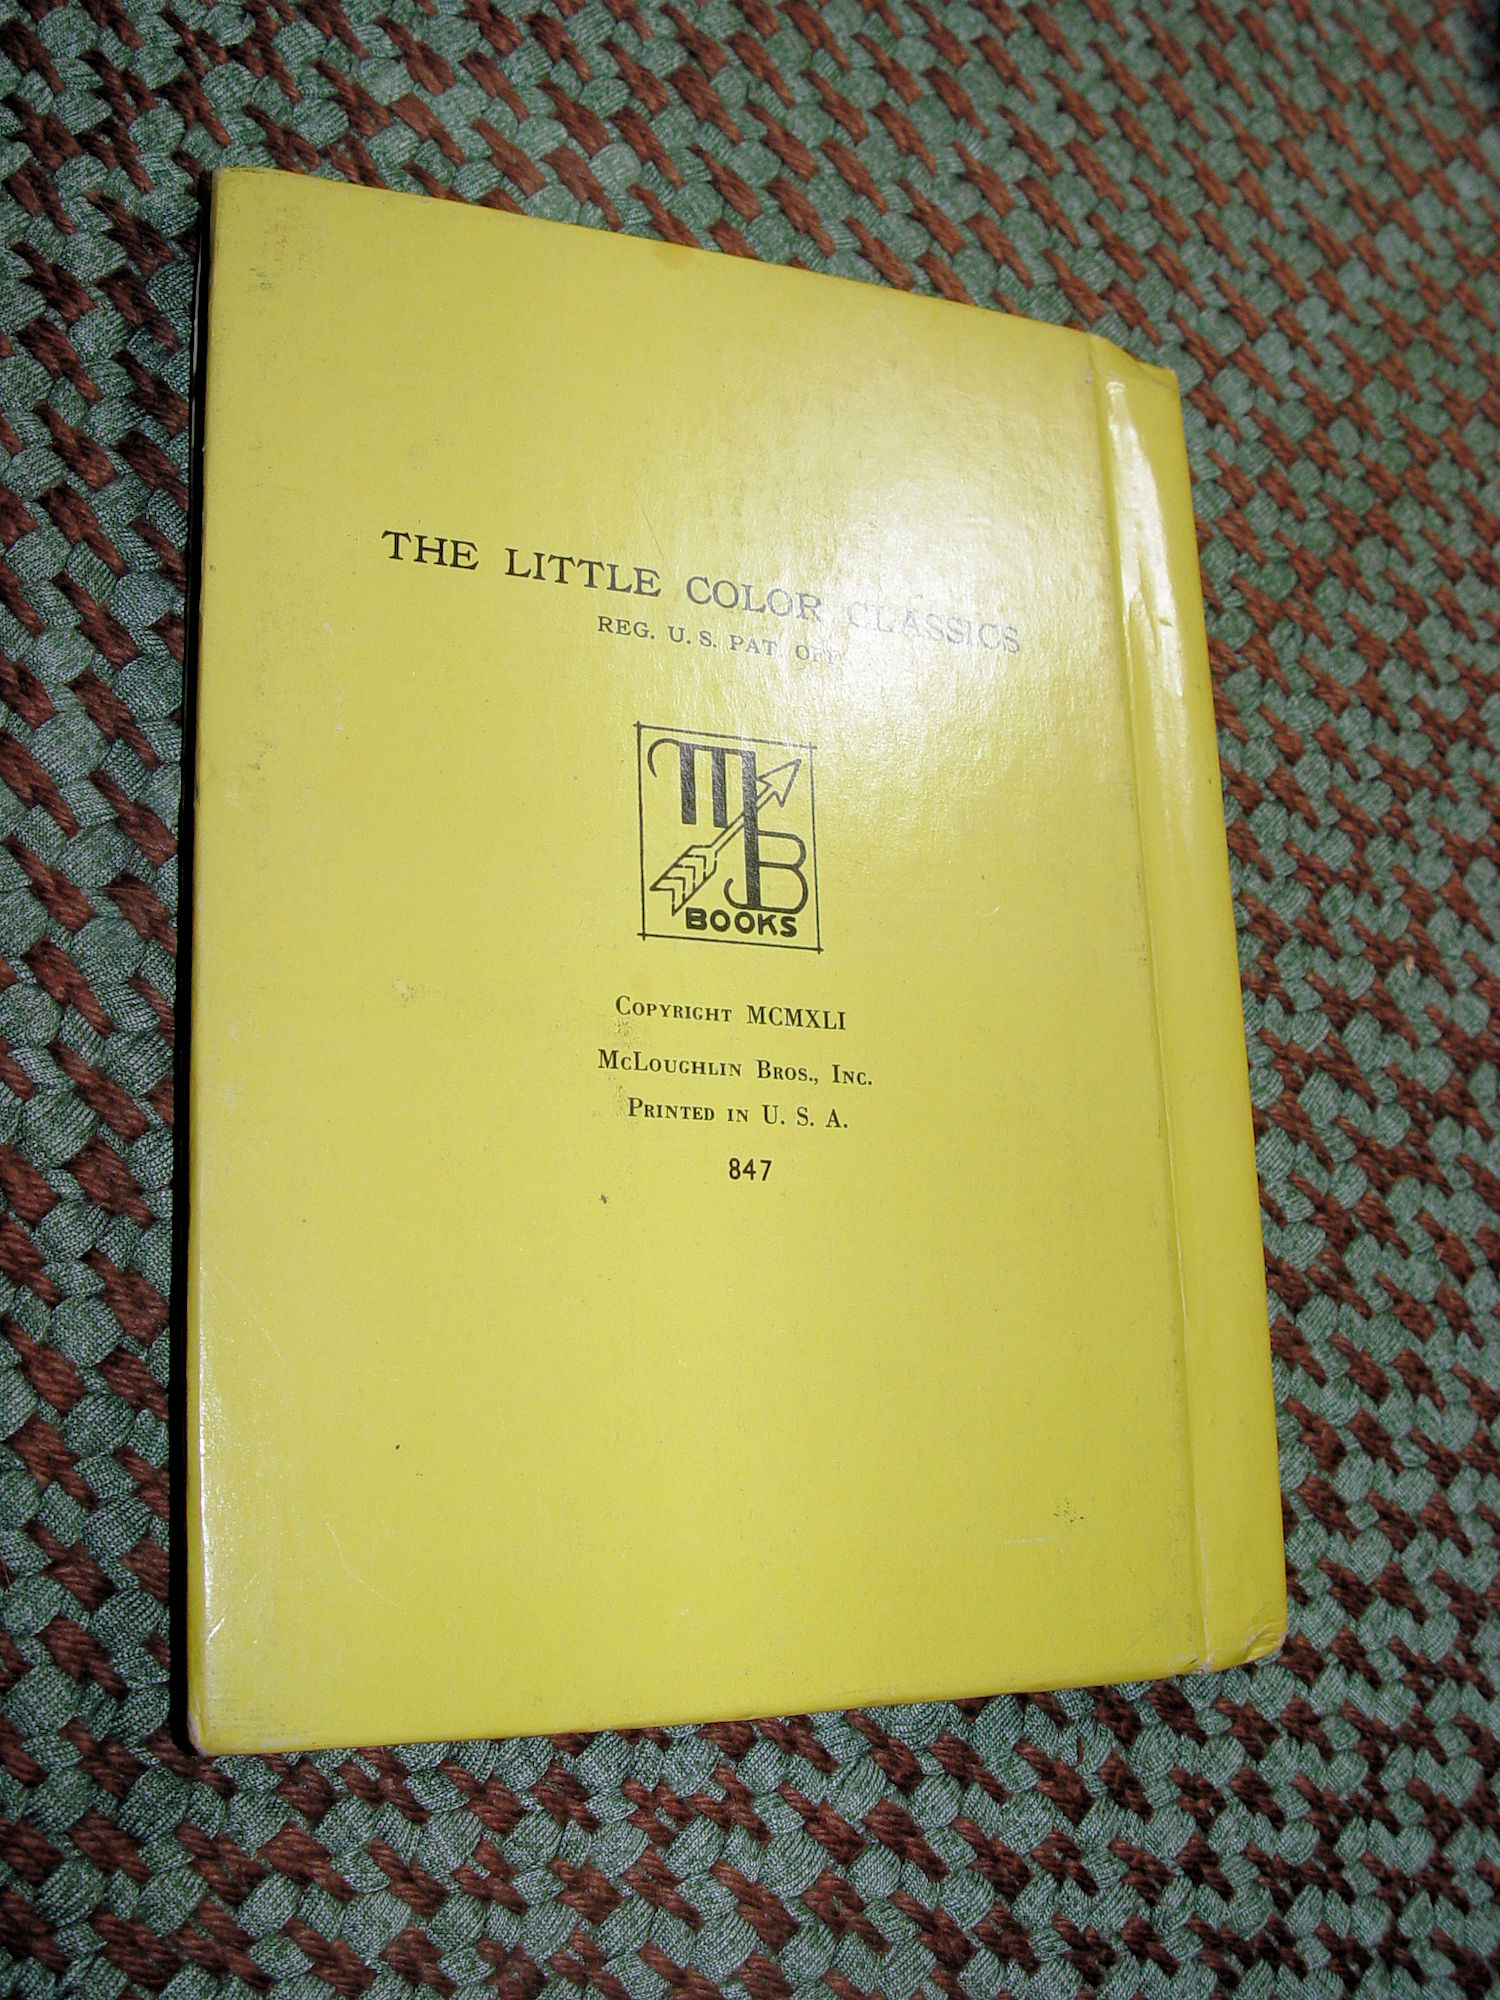 THE LITTLE COLOR CLASSICS
REG. U. S. PAT. OFF.
MB
BOOKS
COPYRIGHT MCMXLI
MCLOUGHLIN BROS., INC.
PRINTED IN U. S. A.
847